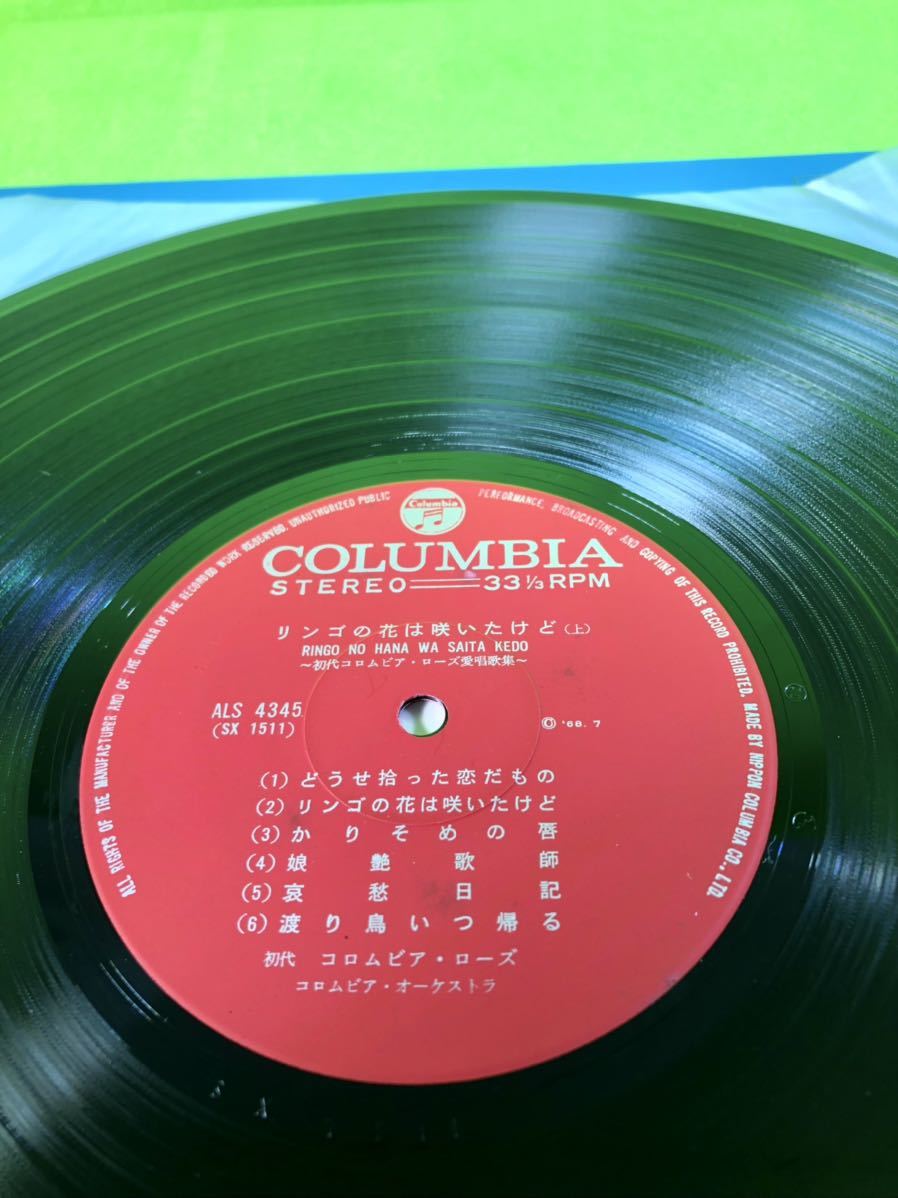 Columbia
COLUMBIA
STEREO 33 1/3 RPM
リンゴの花は咲いたけど(上)
RINGO NO HANA WA SAITA KEDO
～初代コロムビア・ローズ愛唱歌集～
ALS 4345
(SX 1511)
Ⓒ '68. 7
(1) どうせ拾った恋だもの
(2) リンゴの花は咲いたけど
(3) かりそめの唇
(4) 娘艶歌師
(5) 哀愁日記
(6) 渡り鳥いつ帰る
初代 コロムビア・ローズ
コロムビア・オーケストラ
ALL RIGHTS OF THE MANUFACTURER AND OF THE OWNER OF THE RECORDED WORK RESERVED. UNAUTHORIZED PUBLIC PERFORMANCE, BROADCASTING AND COPYING OF THIS RECORD PROHIBITED. MADE BY NIPPON COLUMBIA CO., LTD.